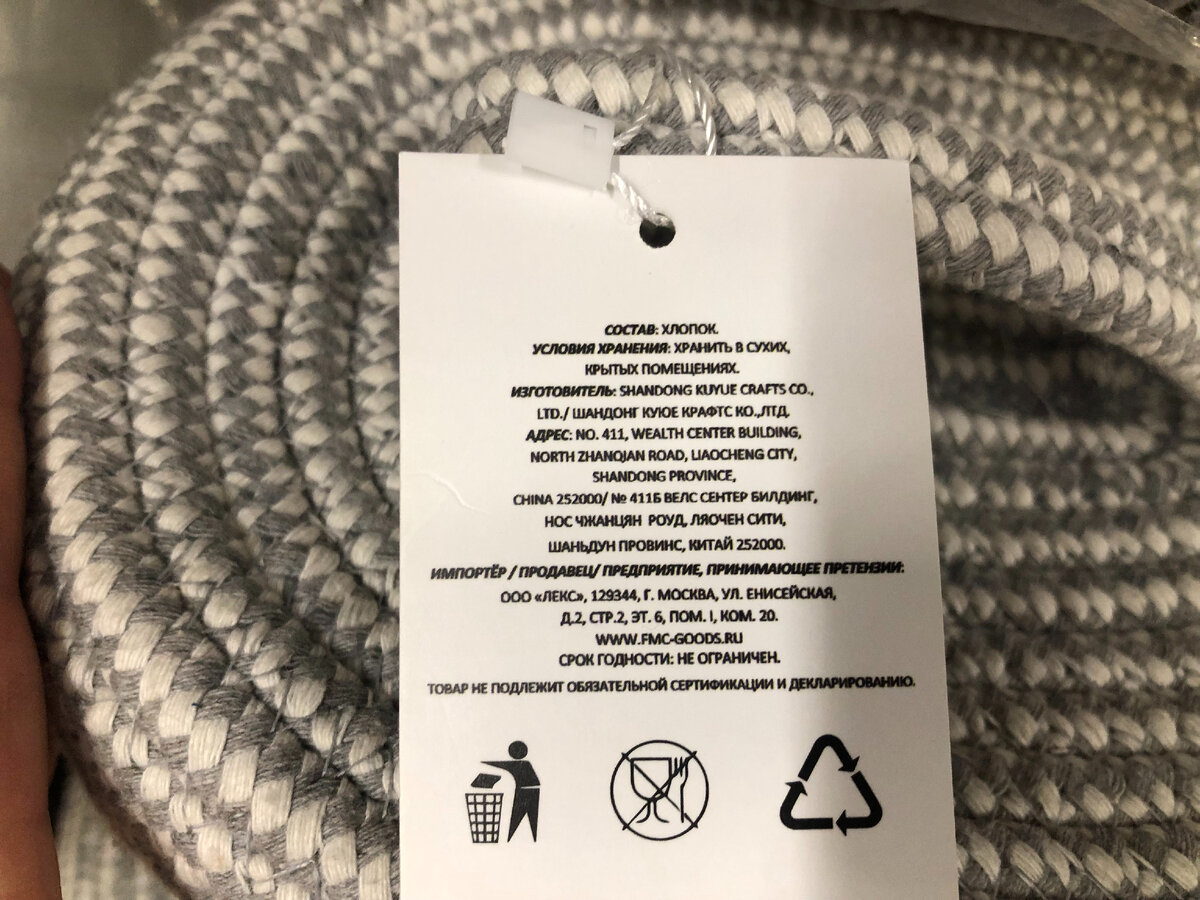 СОСТАВ: ХЛОПОК.
УСЛОВИЯ ХРАНЕНИЯ: ХРАНИТЬ В СУХИХ,
КРЫТЫХ ПОМЕЩЕНИЯХ.
ИЗГОТОВИТЕЛЬ: SHANDONG KUYUE CRAFTS CO.,
LTD./ ШАНДОНГ КУЮЕ КРАФТС КО.,ЛТД.
АДРЕС: NO. 411, WEALTH CENTER BUILDING,
NORTH ZHANQIAN ROAD, LIAOCHENG CITY,
SHANDONG PROVINCE,
CHINA 252000/ № 411Б ВЕЛС СЕНТЕР БИЛДИНГ,
НОС ЧЖАНЦЯН РОУД, ЛЯОЧЕН СИТИ,
ШАНЬДУН ПРОВИНС, КИТАЙ 252000.
ИМПОРТЁР / ПРОДАВЕЦ/ ПРЕДПРИЯТИЕ, ПРИНИМАЮЩЕЕ ПРЕТЕНЗИИ:
ООО «ЛЕКС», 129344, Г. МОСКВА, УЛ. ЕНИСЕЙСКАЯ,
Д.2, СТР.2, ЭТ. 6, ПОМ. I, КОМ. 20.
WWW.FMC-GOODS.RU
СРОК ГОДНОСТИ: НЕ ОГРАНИЧЕН.
ТОВАР НЕ ПОДЛЕЖИТ ОБЯЗАТЕЛЬНОЙ СЕРТИФИКАЦИИ И ДЕКЛАРИРОВАНИЮ.